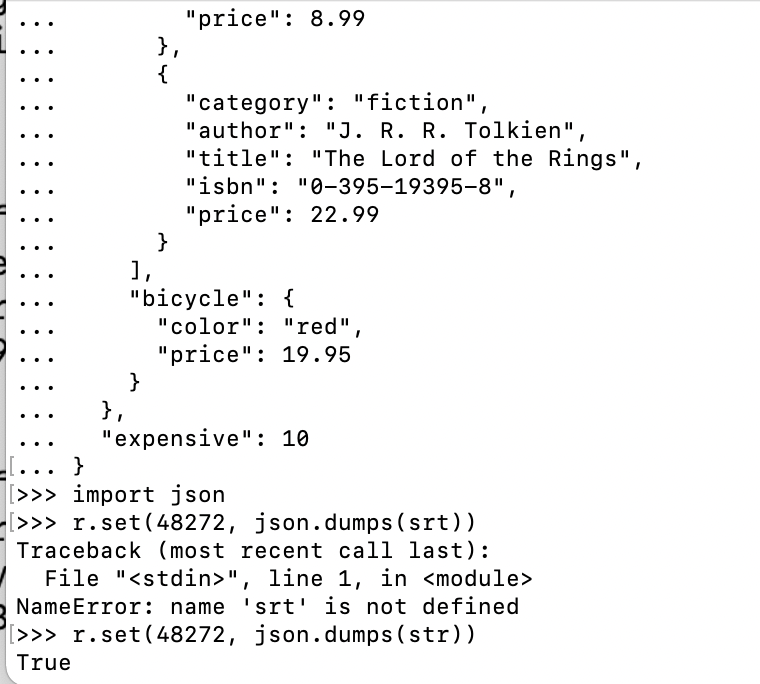 ...         "price": 8.99
...       },
...       {
...         "category": "fiction",
...         "author": "J. R. R. Tolkien",
...         "title": "The Lord of the Rings",
...         "isbn": "0-395-19395-8",
...         "price": 22.99
...       }
...     ],
...     "bicycle": {
...       "color": "red",
...       "price": 19.95
...     }
...   },
...   "expensive": 10
[... }
[>>> import json
[>>> r.set(48272, json.dumps(srt))
Traceback (most recent call last):
  File "<stdin>", line 1, in <module>
NameError: name 'srt' is not defined
[>>> r.set(48272, json.dumps(str))
True